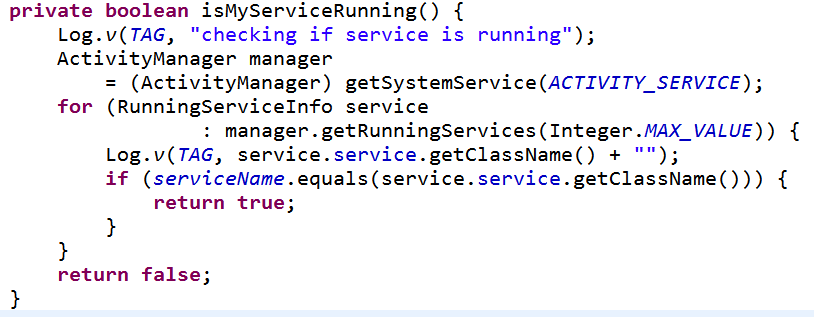 private boolean isMyServiceRunning() {
    Log.v(TAG, "checking if service is running");
    ActivityManager manager
        = (ActivityManager) getSystemService(ACTIVITY_SERVICE);
    for (RunningServiceInfo service
                : manager.getRunningServices(Integer.MAX_VALUE)) {
        Log.v(TAG, service.service.getClassName() + "");
        if (serviceName.equals(service.service.getClassName())) {
            return true;
        }
    }
    return false;
}